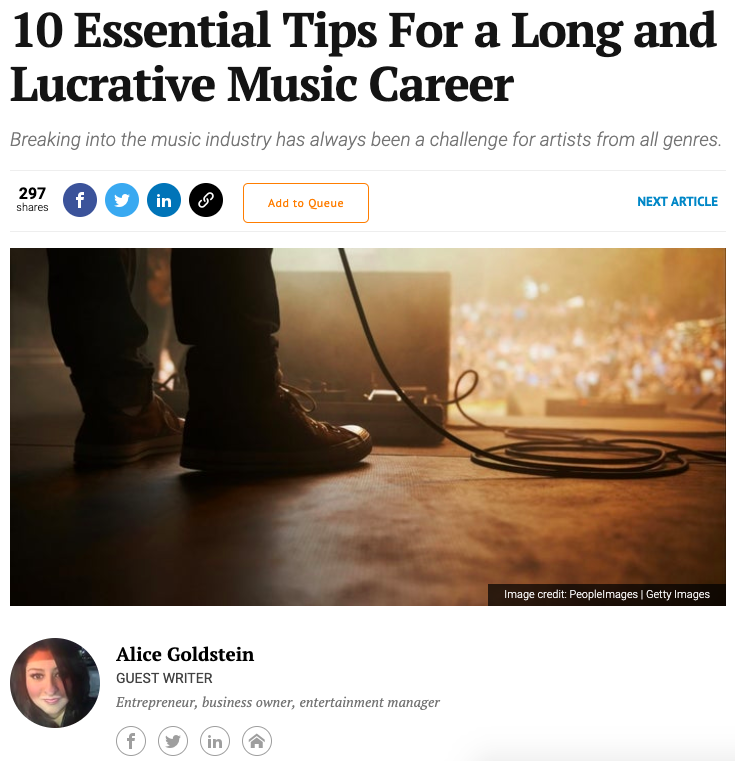 10 Essential Tips For a Long and
Lucrative Music Career
Breaking into the music industry has always been a challenge for artists from all genres.
297
shares
Add to Queue
NEXT ARTICLE
Image credit: PeopleImages | Getty Images
Alice Goldstein
GUEST WRITER
Entrepreneur, business owner, entertainment manager